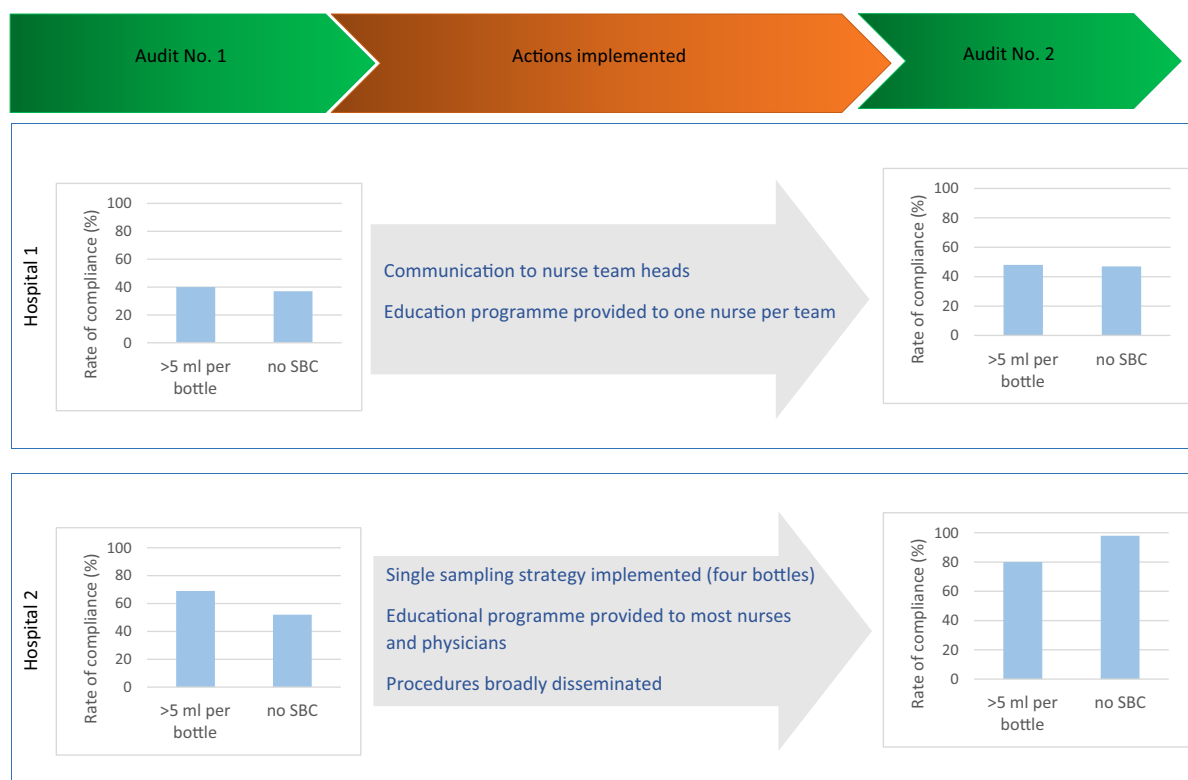 Audit No. 1
Actions implemented
Audit No. 2
Hospital 1
Rate of compliance (%)
100
80
60
40
20
0
>5 ml per
bottle
no SBC
Communication to nurse team heads
Education programme provided to one nurse per team
Rate of compliance (%)
100
80
60
40
20
0
>5 ml per
bottle
no SBC
Hospital 2
Rate of compliance (%)
100
80
60
40
20
0
>5 ml per
bottle
no SBC
Single sampling strategy implemented (four bottles)
Educational programme provided to most nurses
and physicians
Procedures broadly disseminated
Rate of compliance (%)
100
80
60
40
20
0
>5 ml per
bottle
no SBC